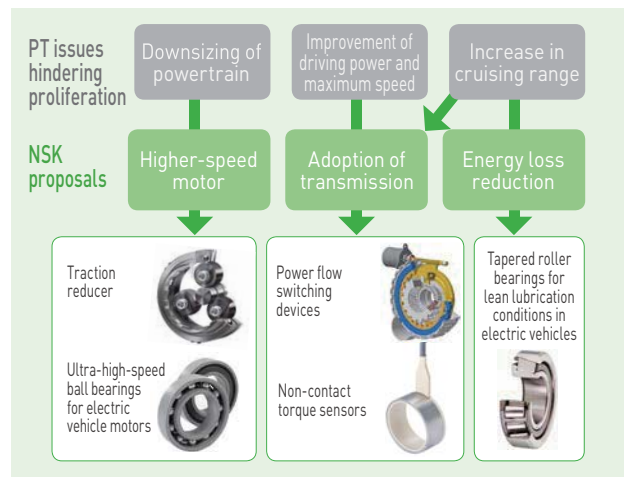 PT issues
hindering
proliferation
Downsizing of
powertrain
Improvement of
driving power and
maximum speed
Increase in
cruising range
NSK
proposals
Higher-speed
motor
Adoption of
transmission
Energy loss
reduction
Traction
reducer
Ultra-high-speed
ball bearings
for electric
vehicle motors
Power flow
switching
devices
Non-contact
torque sensors
Tapered roller
bearings for
lean lubrication
conditions in
electric vehicles